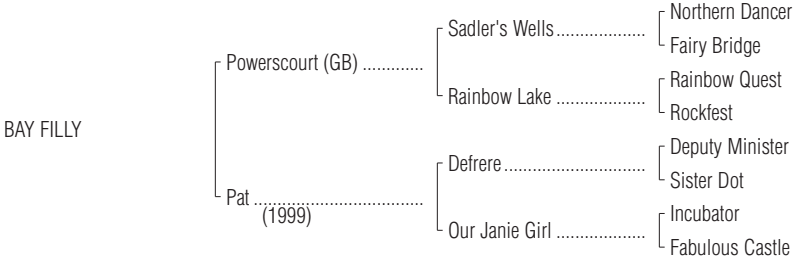 Northern Dancer
Sadler's Wells....................
Fairy Bridge
Powerscourt (GB) .............
Rainbow Quest
Rainbow Lake ...................
Rockfest
BAY FILLY
Deputy Minister
Defrere..............................
Sister Dot
Pat ....................................
(1999)
Incubator
Our Janie Girl ...................
Fabulous Castle